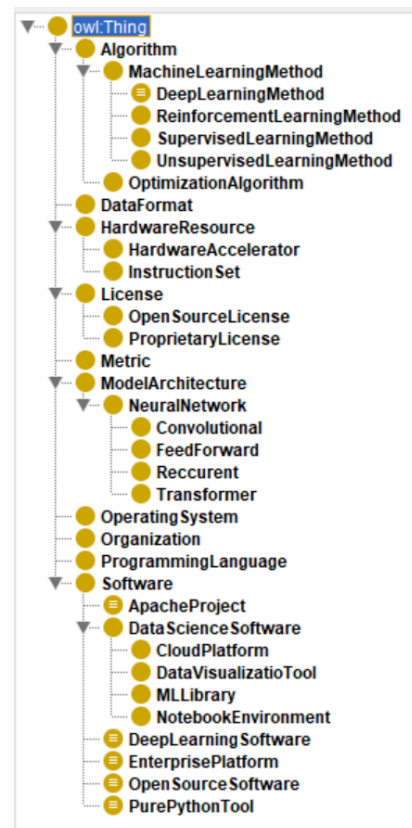 owl:Thing
Algorithm
MachineLearningMethod
DeepLearningMethod
ReinforcementLearningMethod
SupervisedLearningMethod
UnsupervisedLearningMethod
OptimizationAlgorithm
DataFormat
HardwareResource
HardwareAccelerator
InstructionSet
License
OpenSourceLicense
ProprietaryLicense
Metric
ModelArchitecture
NeuralNetwork
Convolutional
FeedForward
Reccurent
Transformer
OperatingSystem
Organization
ProgrammingLanguage
Software
ApacheProject
DataScienceSoftware
CloudPlatform
DataVisualizatioTool
MLLibrary
NotebookEnvironment
DeepLearningSoftware
EnterprisePlatform
OpenSourceSoftware
PurePythonTool